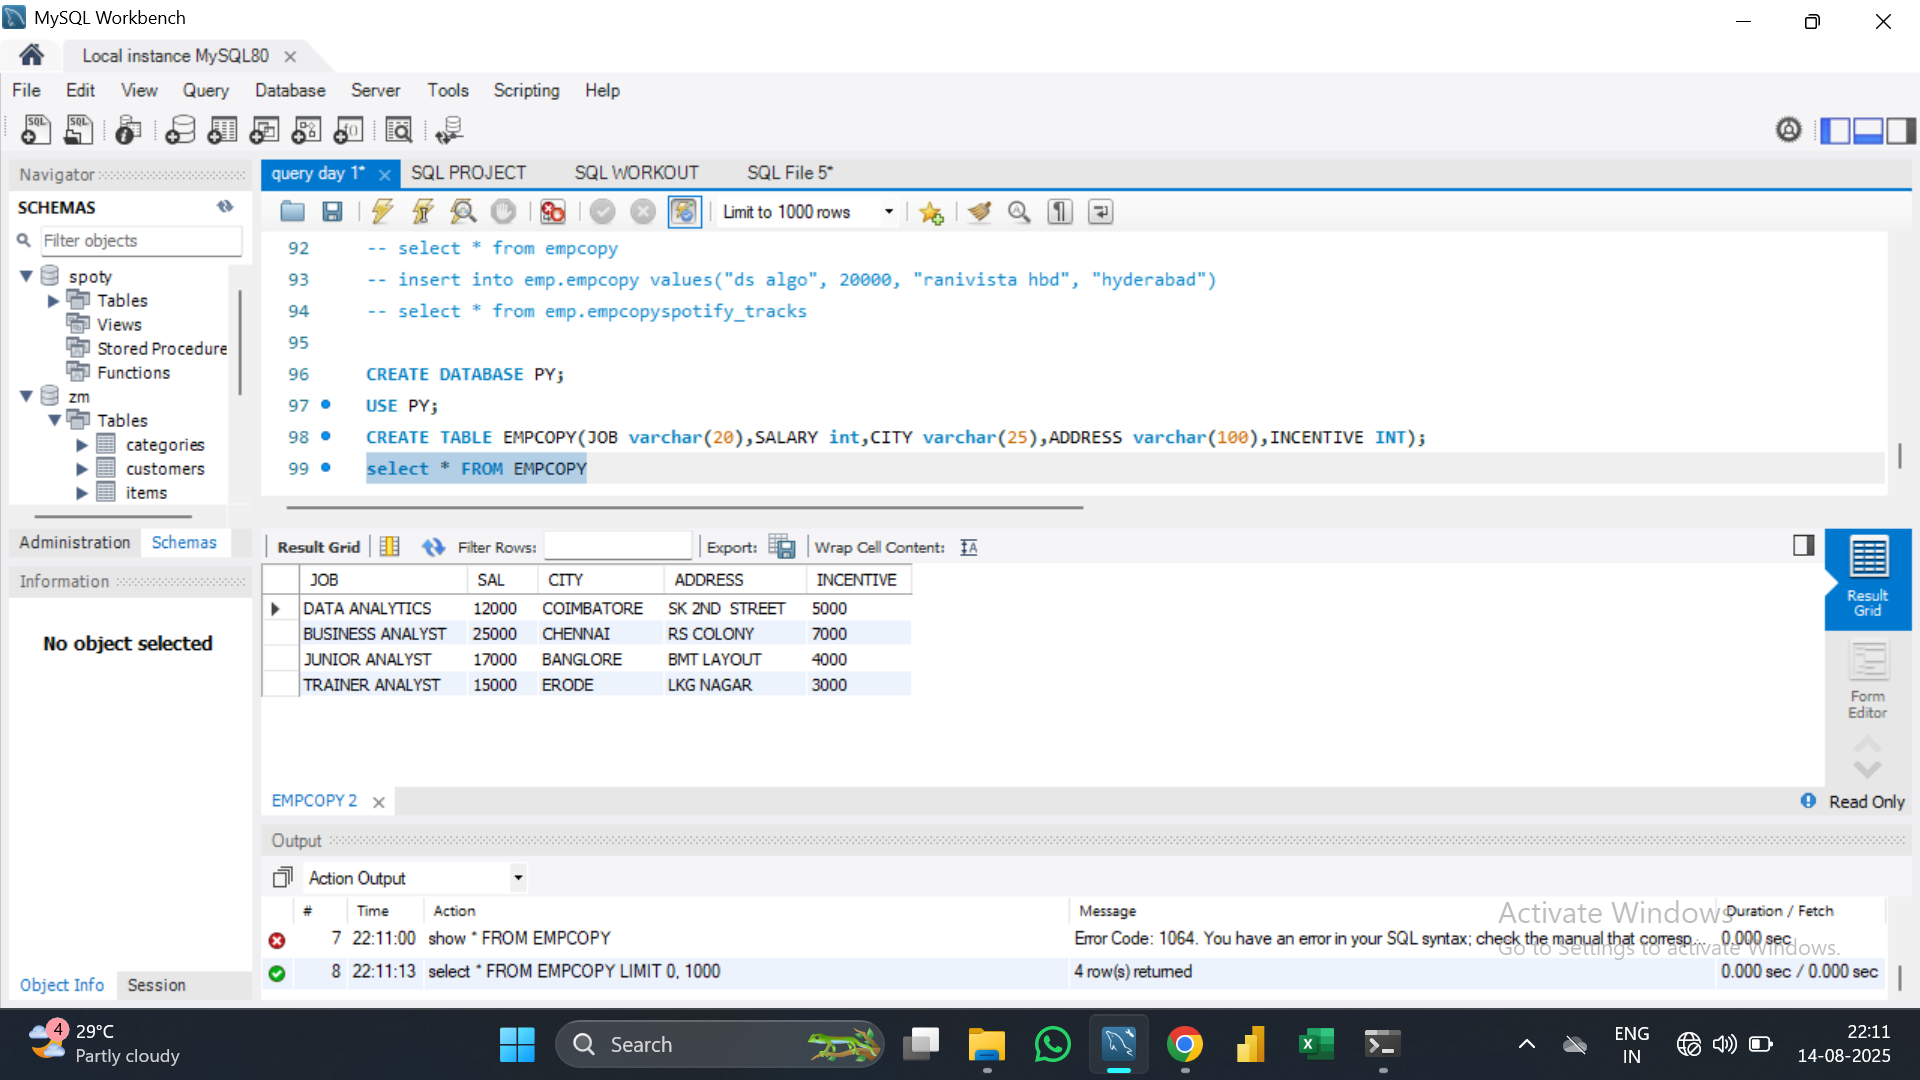 MySQL Workbench
Local instance MySQL80
File Edit View Query Database Server Tools Scripting Help
Navigator
SCHEMAS
Filter objects
spoty
Tables
Views
Stored Procedure
Functions
zm
Tables
categories
customers
items
Administration Schemas
Information
No object selected
Object Info Session
query day 1* SQL PROJECT SQL WORKOUT SQL File 5*
Limit to 1000 rows
92 -- select * from empcopy
93 -- insert into emp.empcopy values("ds algo", 20000, "ranivista hbd", "hyderabad")
94 -- select * from emp.empcopyspotify_tracks
95
96 CREATE DATABASE PY;
97 USE PY;
98 CREATE TABLE EMPCOPY(JOB varchar(20),SALARY int,CITY varchar(25),ADDRESS varchar(100),INCENTIVE INT);
99 select * FROM EMPCOPY
Result Grid Filter Rows: Export: Wrap Cell Content:
JOB SAL CITY ADDRESS INCENTIVE
DATA ANALYTICS 12000 COIMBATORE SK 2ND STREET 5000
BUSINESS ANALYST 25000 CHENNAI RS COLONY 7000
JUNIOR ANALYST 17000 BANGLORE BMT LAYOUT 4000
TRAINER ANALYST 15000 ERODE LKG NAGAR 3000
Result
Grid
Form
Editor
EMPCOPY 2
Read Only
Output
Action Output
# Time Action Message Duration / Fetch
7 22:11:00 show * FROM EMPCOPY Error Code: 1064. You have an error in your SQL syntax; check the manual that corresp... 0.000 sec
8 22:11:13 select * FROM EMPCOPY LIMIT 0, 1000 4 row(s) returned 0.000 sec / 0.000 sec
Activate Windows
Go to Settings to activate Windows.
4
29°C
Partly cloudy
Search
ENG
IN
22:11
14-08-2025